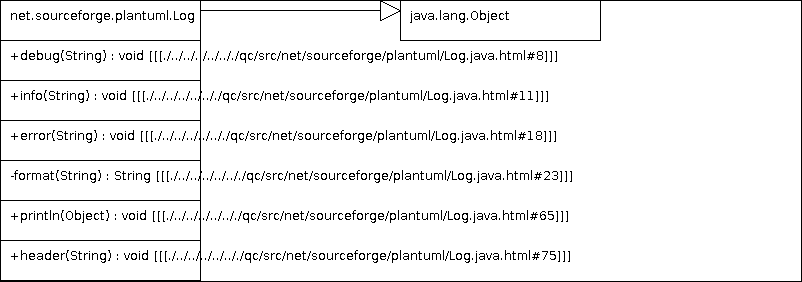 net.sourceforge.plantuml.Log
java.lang.Object
+debug(String) : void [[[./../../../../../qc/src/net/sourceforge/plantuml/Log.java.html#8]]]
+info(String) : void [[[./../../../../../qc/src/net/sourceforge/plantuml/Log.java.html#11]]]
+error(String) : void [[[./../../../../../qc/src/net/sourceforge/plantuml/Log.java.html#18]]]
-format(String) : String [[[./../../../../../qc/src/net/sourceforge/plantuml/Log.java.html#23]]]
+println(Object) : void [[[./../../../../../qc/src/net/sourceforge/plantuml/Log.java.html#65]]]
+header(String) : void [[[./../../../../../qc/src/net/sourceforge/plantuml/Log.java.html#75]]]